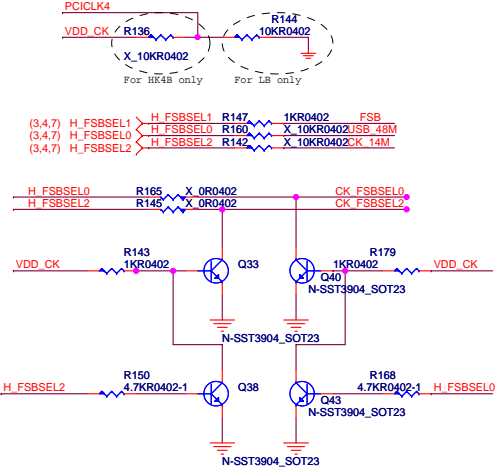 PCICLK4
R144
VDD_CK R136 10KR0402
X_10KR0402
For HK4B only For LB only
(3,4,7) H_FSBSEL1 H_FSBSEL1 R147 1KR0402 FSB
(3,4,7) H_FSBSEL0 H_FSBSEL0 R160 X_10KR0402 USB_48M
(3,4,7) H_FSBSEL2 H_FSBSEL2 R142 X_10KR0402 CK_14M
H_FSBSEL0 R165 X_0R0402 CK_FSBSEL0
H_FSBSEL2 R145 X_0R0402 CK_FSBSEL2
R143 R179
VDD_CK 1KR0402 Q33 1KR0402 VDD_CK
Q40
N-SST3904_SOT23
N-SST3904_SOT23
R150 R168
H_FSBSEL2 4.7KR0402-1 Q38 4.7KR0402-1 H_FSBSEL0
Q43
N-SST3904_SOT23
N-SST3904_SOT23